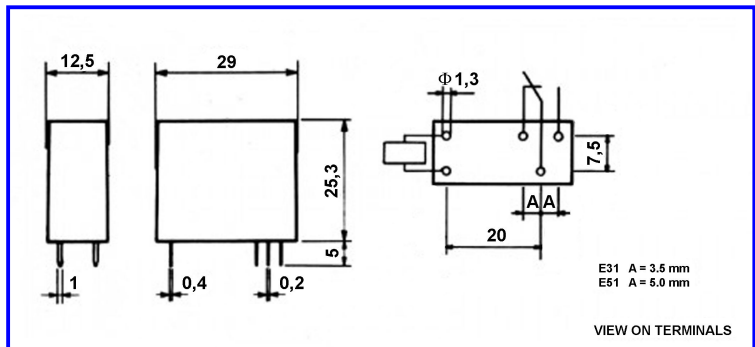 12,5
29
Φ1,3
25,3
7,5
A A
20
5
1
0,4
0,2
E31 A = 3.5 mm
E51 A = 5.0 mm
VIEW ON TERMINALS